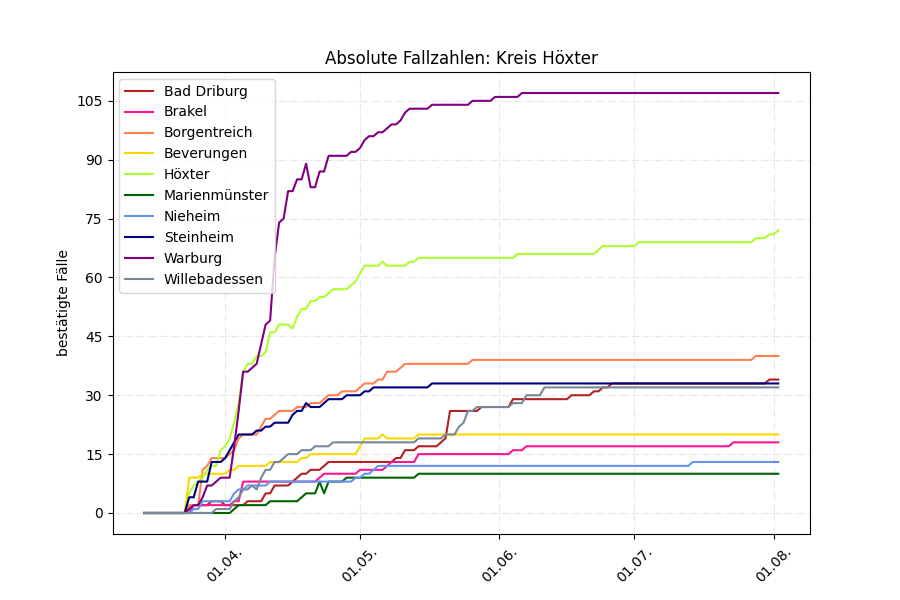 Absolute Fallzahlen: Kreis Höxter
bestätigte Fälle
105
90
75
60
45
30
15
0
Bad Driburg
Brakel
Borgentreich
Beverungen
Höxter
Marienmünster
Nieheim
Steinheim
Warburg
Willebadessen
01.04.
01.05.
01.06.
01.07.
01.08.